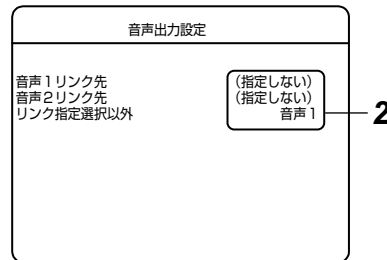 音声出力設定
音声1リンク先 (指定しない)
音声2リンク先 (指定しない)
リンク指定選択以外 音声1
2